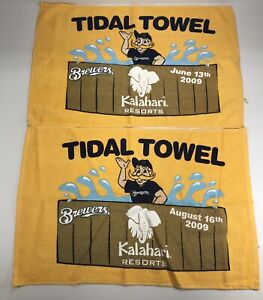 TIDAL TOWEL
Brewers
June 13th
2009
Kalahari
RESORTS
TIDAL TOWEL
Brewers
August 16th
2009
Kalahari
RESORTS